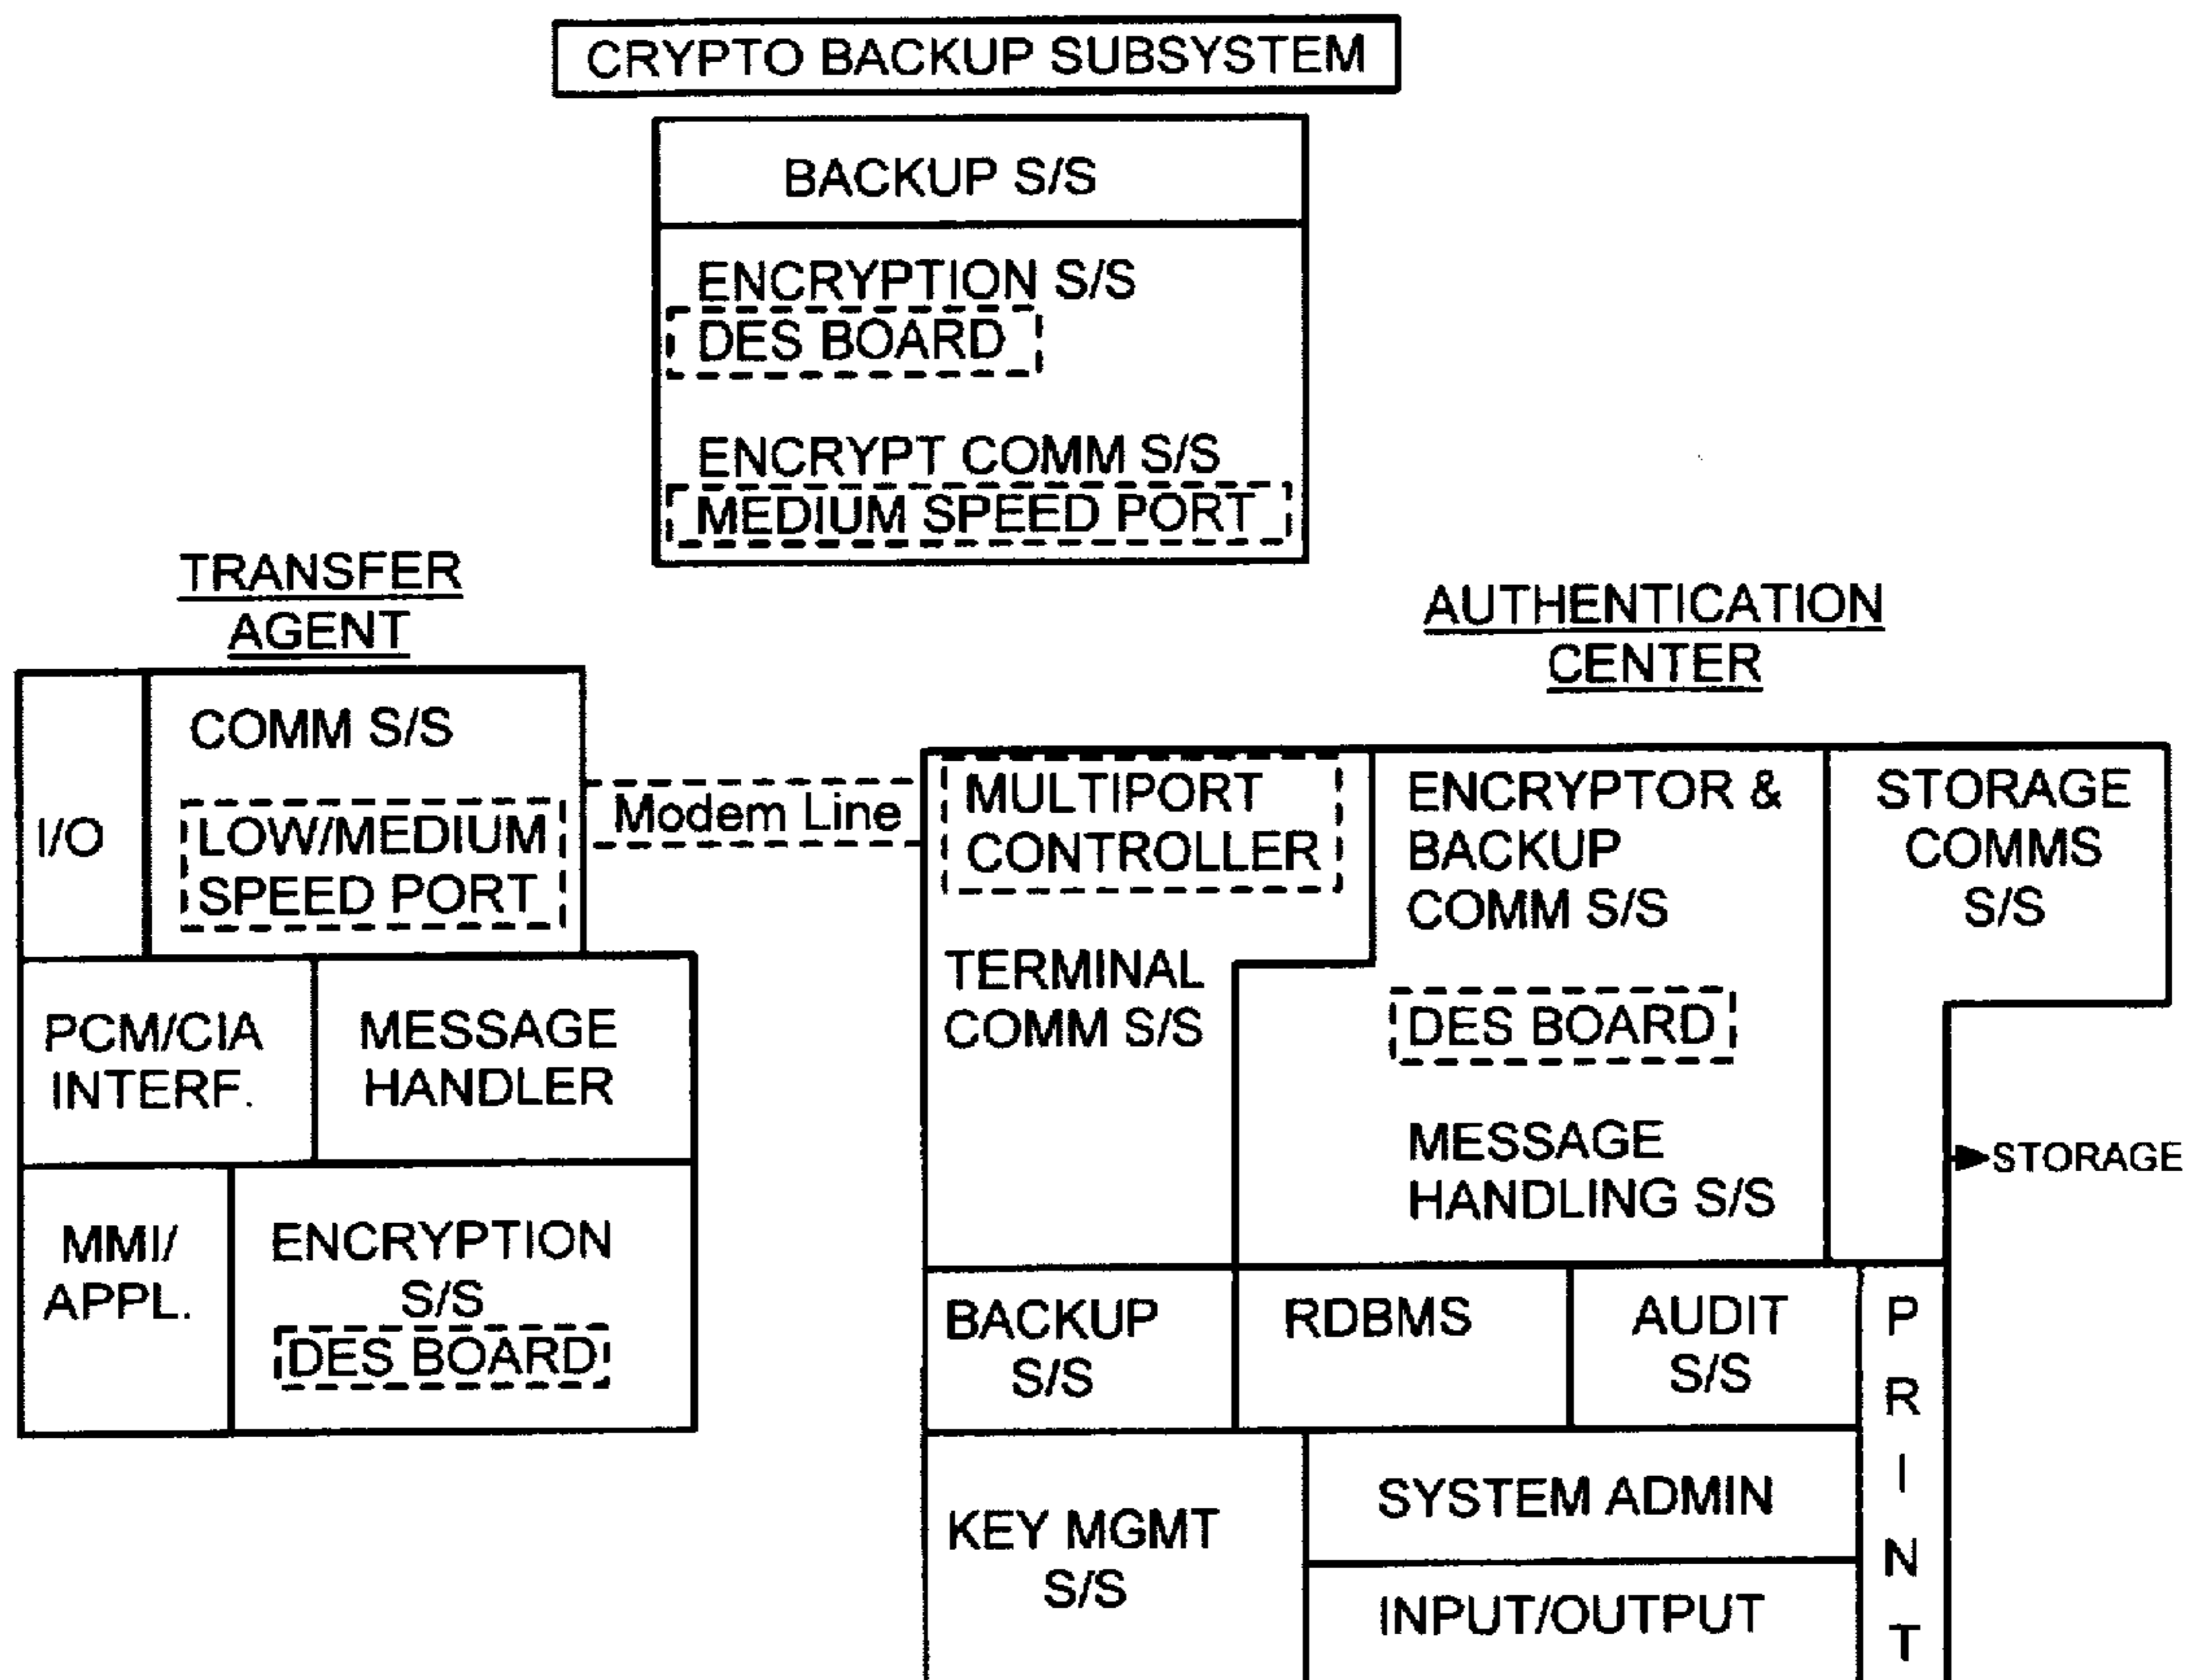 CRYPTO BACKUP SUBSYSTEM
BACKUP S/S
ENCRYPTION S/S
DES BOARD
ENCRYPT COMM S/S
MEDIUM SPEED PORT
TRANSFER
AGENT
I/O
COMM S/S
LOW/MEDIUM
SPEED PORT
PCM/CIA
INTERF.
MESSAGE
HANDLER
MMI/
APPL.
ENCRYPTION
S/S
DES BOARD
Modem Line
AUTHENTICATION
CENTER
MULTIPORT
CONTROLLER
TERMINAL
COMM S/S
ENCRYPTOR &
BACKUP
COMM S/S
DES BOARD
MESSAGE
HANDLING S/S
STORAGE
COMMS
S/S
STORAGE
BACKUP
S/S
RDBMS
AUDIT
S/S
P
R
I
N
T
KEY MGMT
S/S
SYSTEM ADMIN
INPUT/OUTPUT